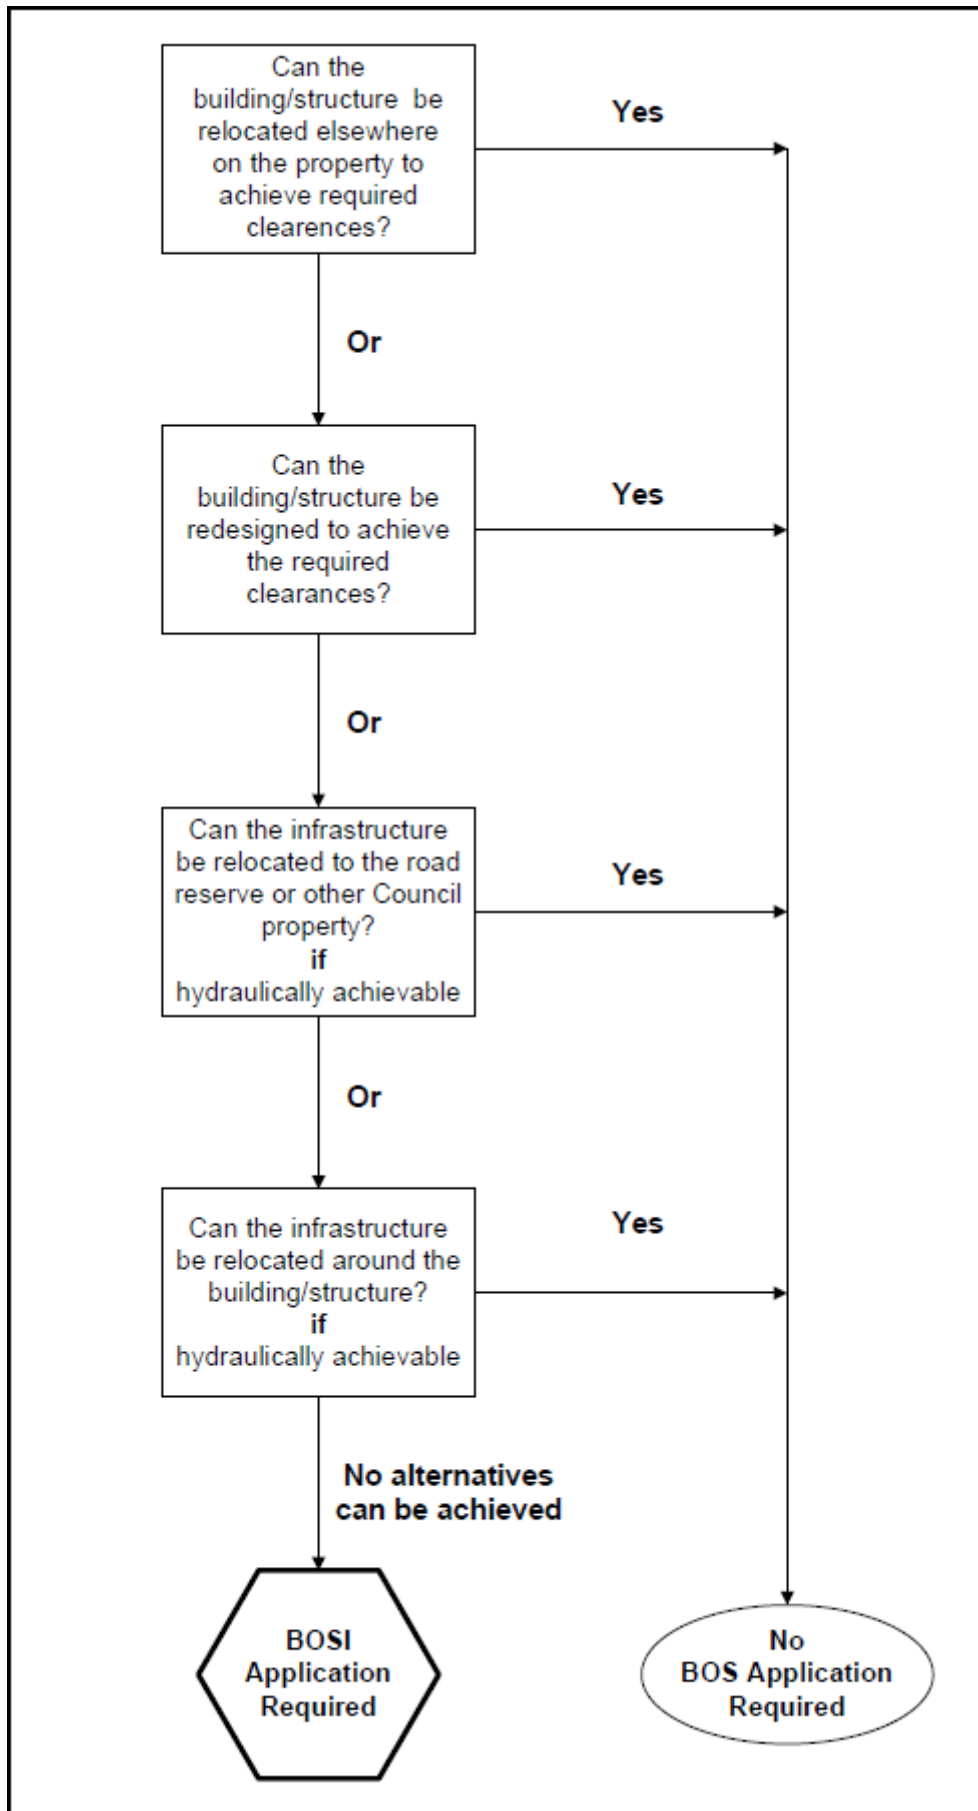 Can the
building/structure be
relocated elsewhere
on the property to
achieve required
clearences?
Yes
Or
Can the
building/structure be
redesigned to achieve
the required
clearances?
Yes
Or
Can the infrastructure
be relocated to the road
reserve or other Council
property?
if
hydraulically achievable
Yes
Or
Can the infrastructure
be relocated around the
building/structure?
if
hydraulically achievable
Yes
No alternatives
can be achieved
BOSI
Application
Required
No
BOS Application
Required